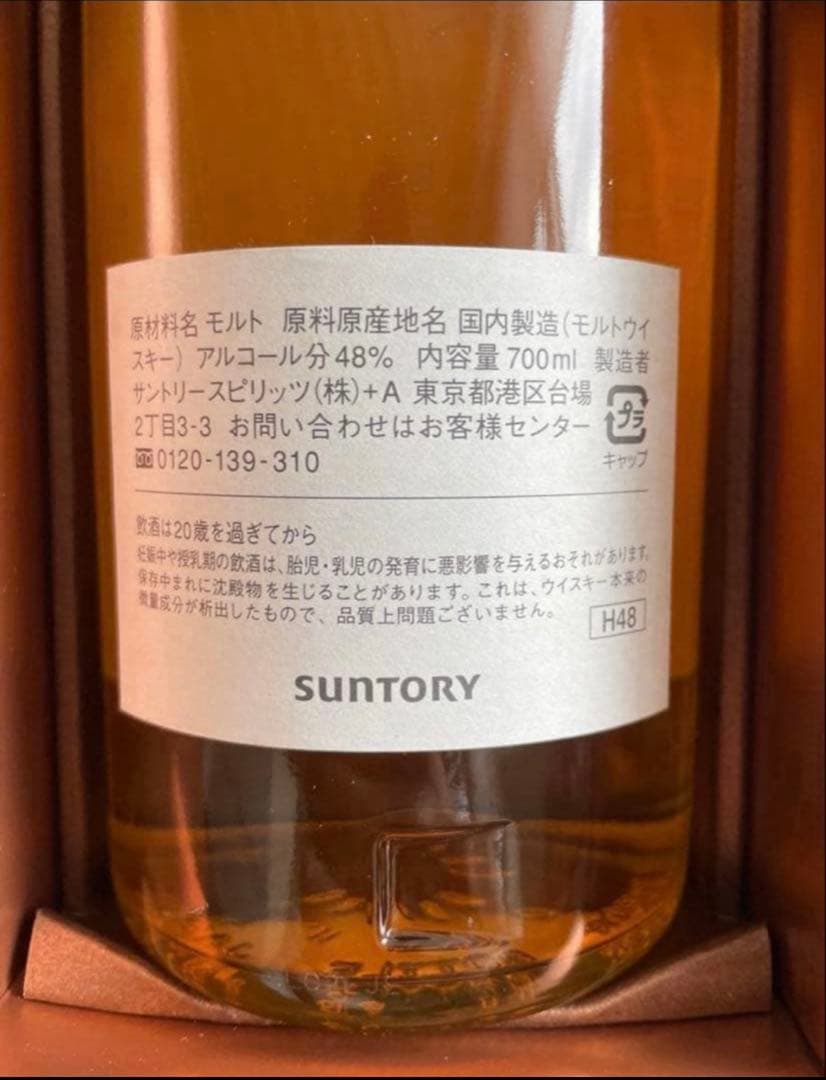 原材料名 モルト 原料原産地名 国内製造(モルトウイ
スキー) アルコール分48% 内容量700ml 製造者
サントリースピリッツ(株)+A 東京都港区台場
2丁目3-3 お問い合わせはお客様センター
0120-139-310
プラ
キャップ
飲酒は20歳を過ぎてから
妊娠中や授乳期の飲酒は、胎児・乳児の発育に悪影響を与えるおそれがあります。
保存中まれに沈殿物を生じることがあります。これは、ウイスキー本来の
微量成分が析出したもので、品質上問題ございません。
H48
SUNTORY